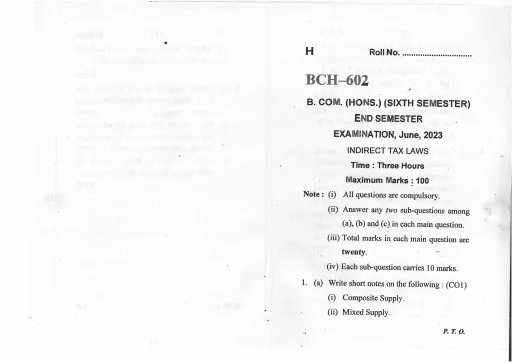 H Roll No. ..............................
BCH–602
B. COM. (HONS.) (SIXTH SEMESTER)
END SEMESTER
EXAMINATION, June, 2023
INDIRECT TAX LAWS
Time : Three Hours
Maximum Marks : 100
Note : (i) All questions are compulsory.
(ii) Answer any two sub-questions among
(a), (b) and (c) in each main question.
(iii) Total marks in each main question are
twenty.
(iv) Each sub-question carries 10 marks.
1. (a) Write short notes on the following : (CO1)
(i) Composite Supply.
(ii) Mixed Supply.
P. T. O.